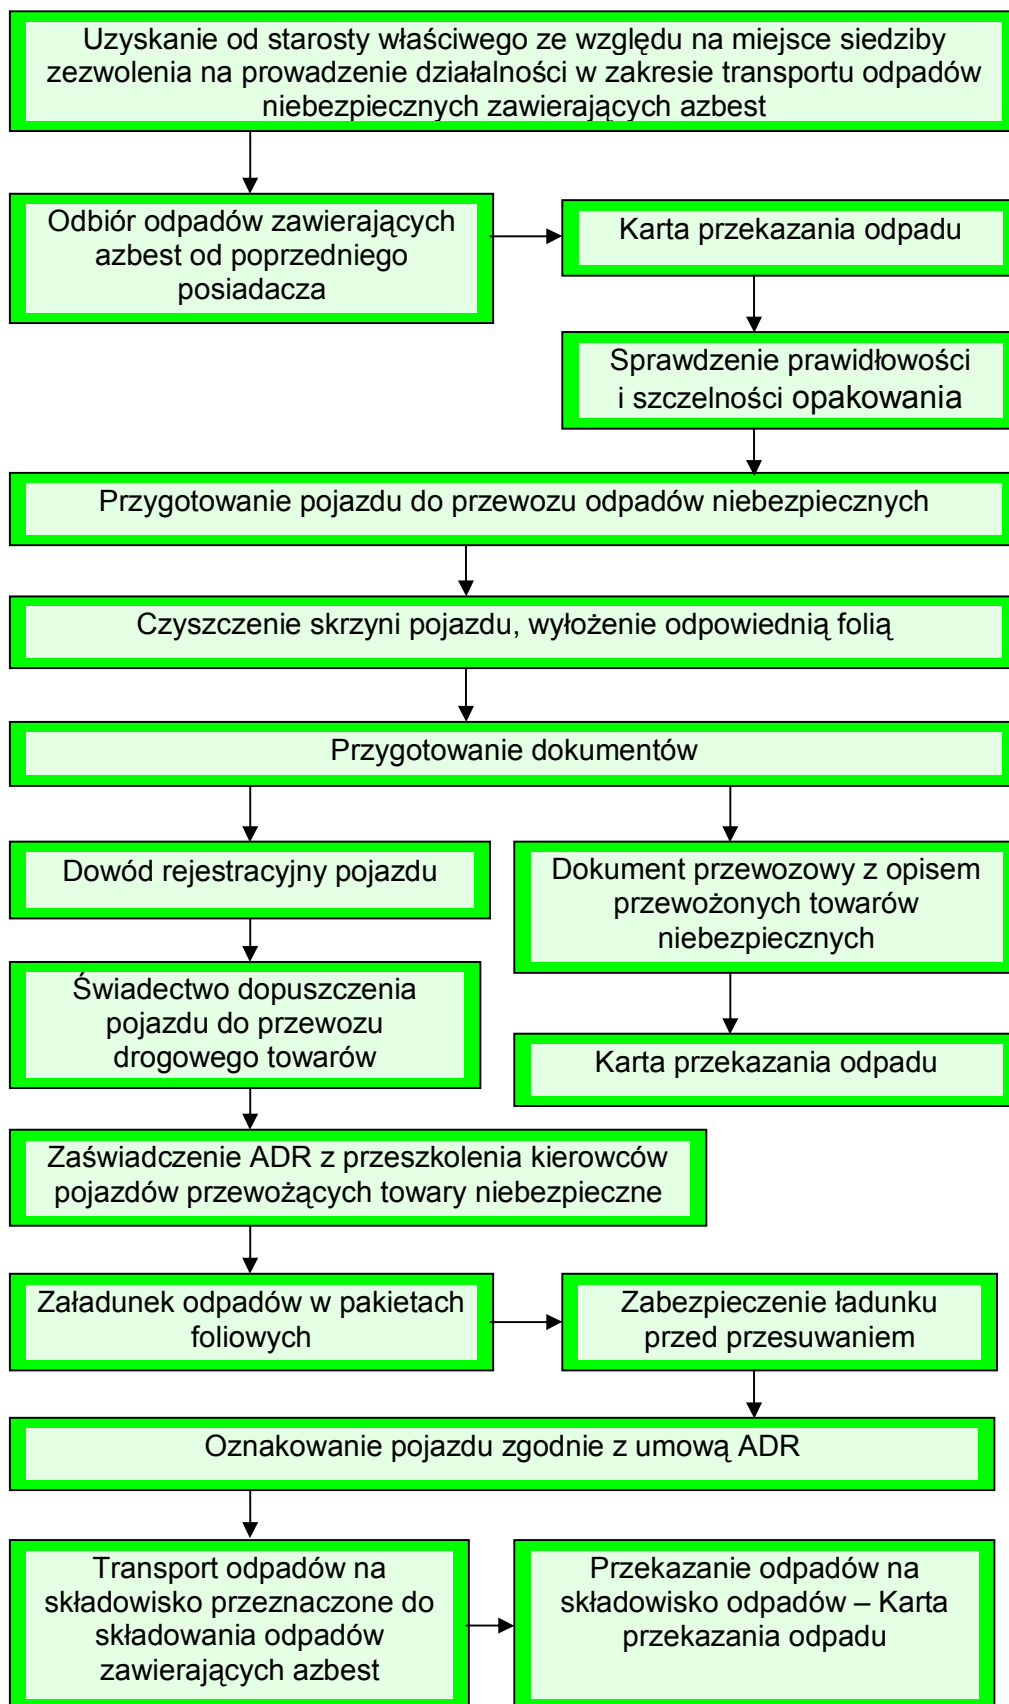 Uzyskanie od starosty właściwego ze względu na miejsce siedziby
zezwolenia na prowadzenie działalności w zakresie transportu odpadów
niebezpiecznych zawierających azbest
Odbiór odpadów zawierających
azbest od poprzedniego
posiadacza
Karta przekazania odpadu
Sprawdzenie prawidłowości
i szczelności opakowania
Przygotowanie pojazdu do przewozu odpadów niebezpiecznych
Czyszczenie skrzyni pojazdu, wyłożenie odpowiednią folią
Przygotowanie dokumentów
Dowód rejestracyjny pojazdu
Dokument przewozowy z opisem
przewożonych towarów
niebezpiecznych
Świadectwo dopuszczenia
pojazdu do przewozu
drogowego towarów
Karta przekazania odpadu
Zaświadczenie ADR z przeszkolenia kierowców
pojazdów przewożących towary niebezpieczne
Załadunek odpadów w pakietach
foliowych
Zabezpieczenie ładunku
przed przesuwaniem
Oznakowanie pojazdu zgodnie z umową ADR
Transport odpadów na
składowisko przeznaczone do
składowania odpadów
zawierających azbest
Przekazanie odpadów na
składowisko odpadów – Karta
przekazania odpadu